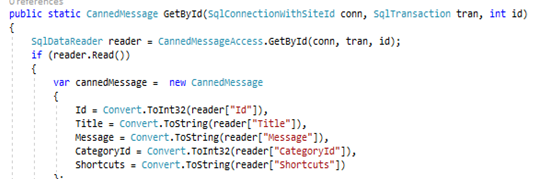 0 references
public static CannedMessage GetById(SqlConnectionWithSiteId conn, SqlTransaction tran, int id)
{
SqlDataReader reader = CannedMessageAccess.GetById(conn, tran, id);
if (reader.Read())
{
var cannedMessage =  new CannedMessage
{
Id = Convert.ToInt32(reader["Id"]),
Title = Convert.ToString(reader["Title"]),
Message = Convert.ToString(reader["Message"]),
CategoryId = Convert.ToInt32(reader["CategoryId"]),
Shortcuts = Convert.ToString(reader["Shortcuts"])
};